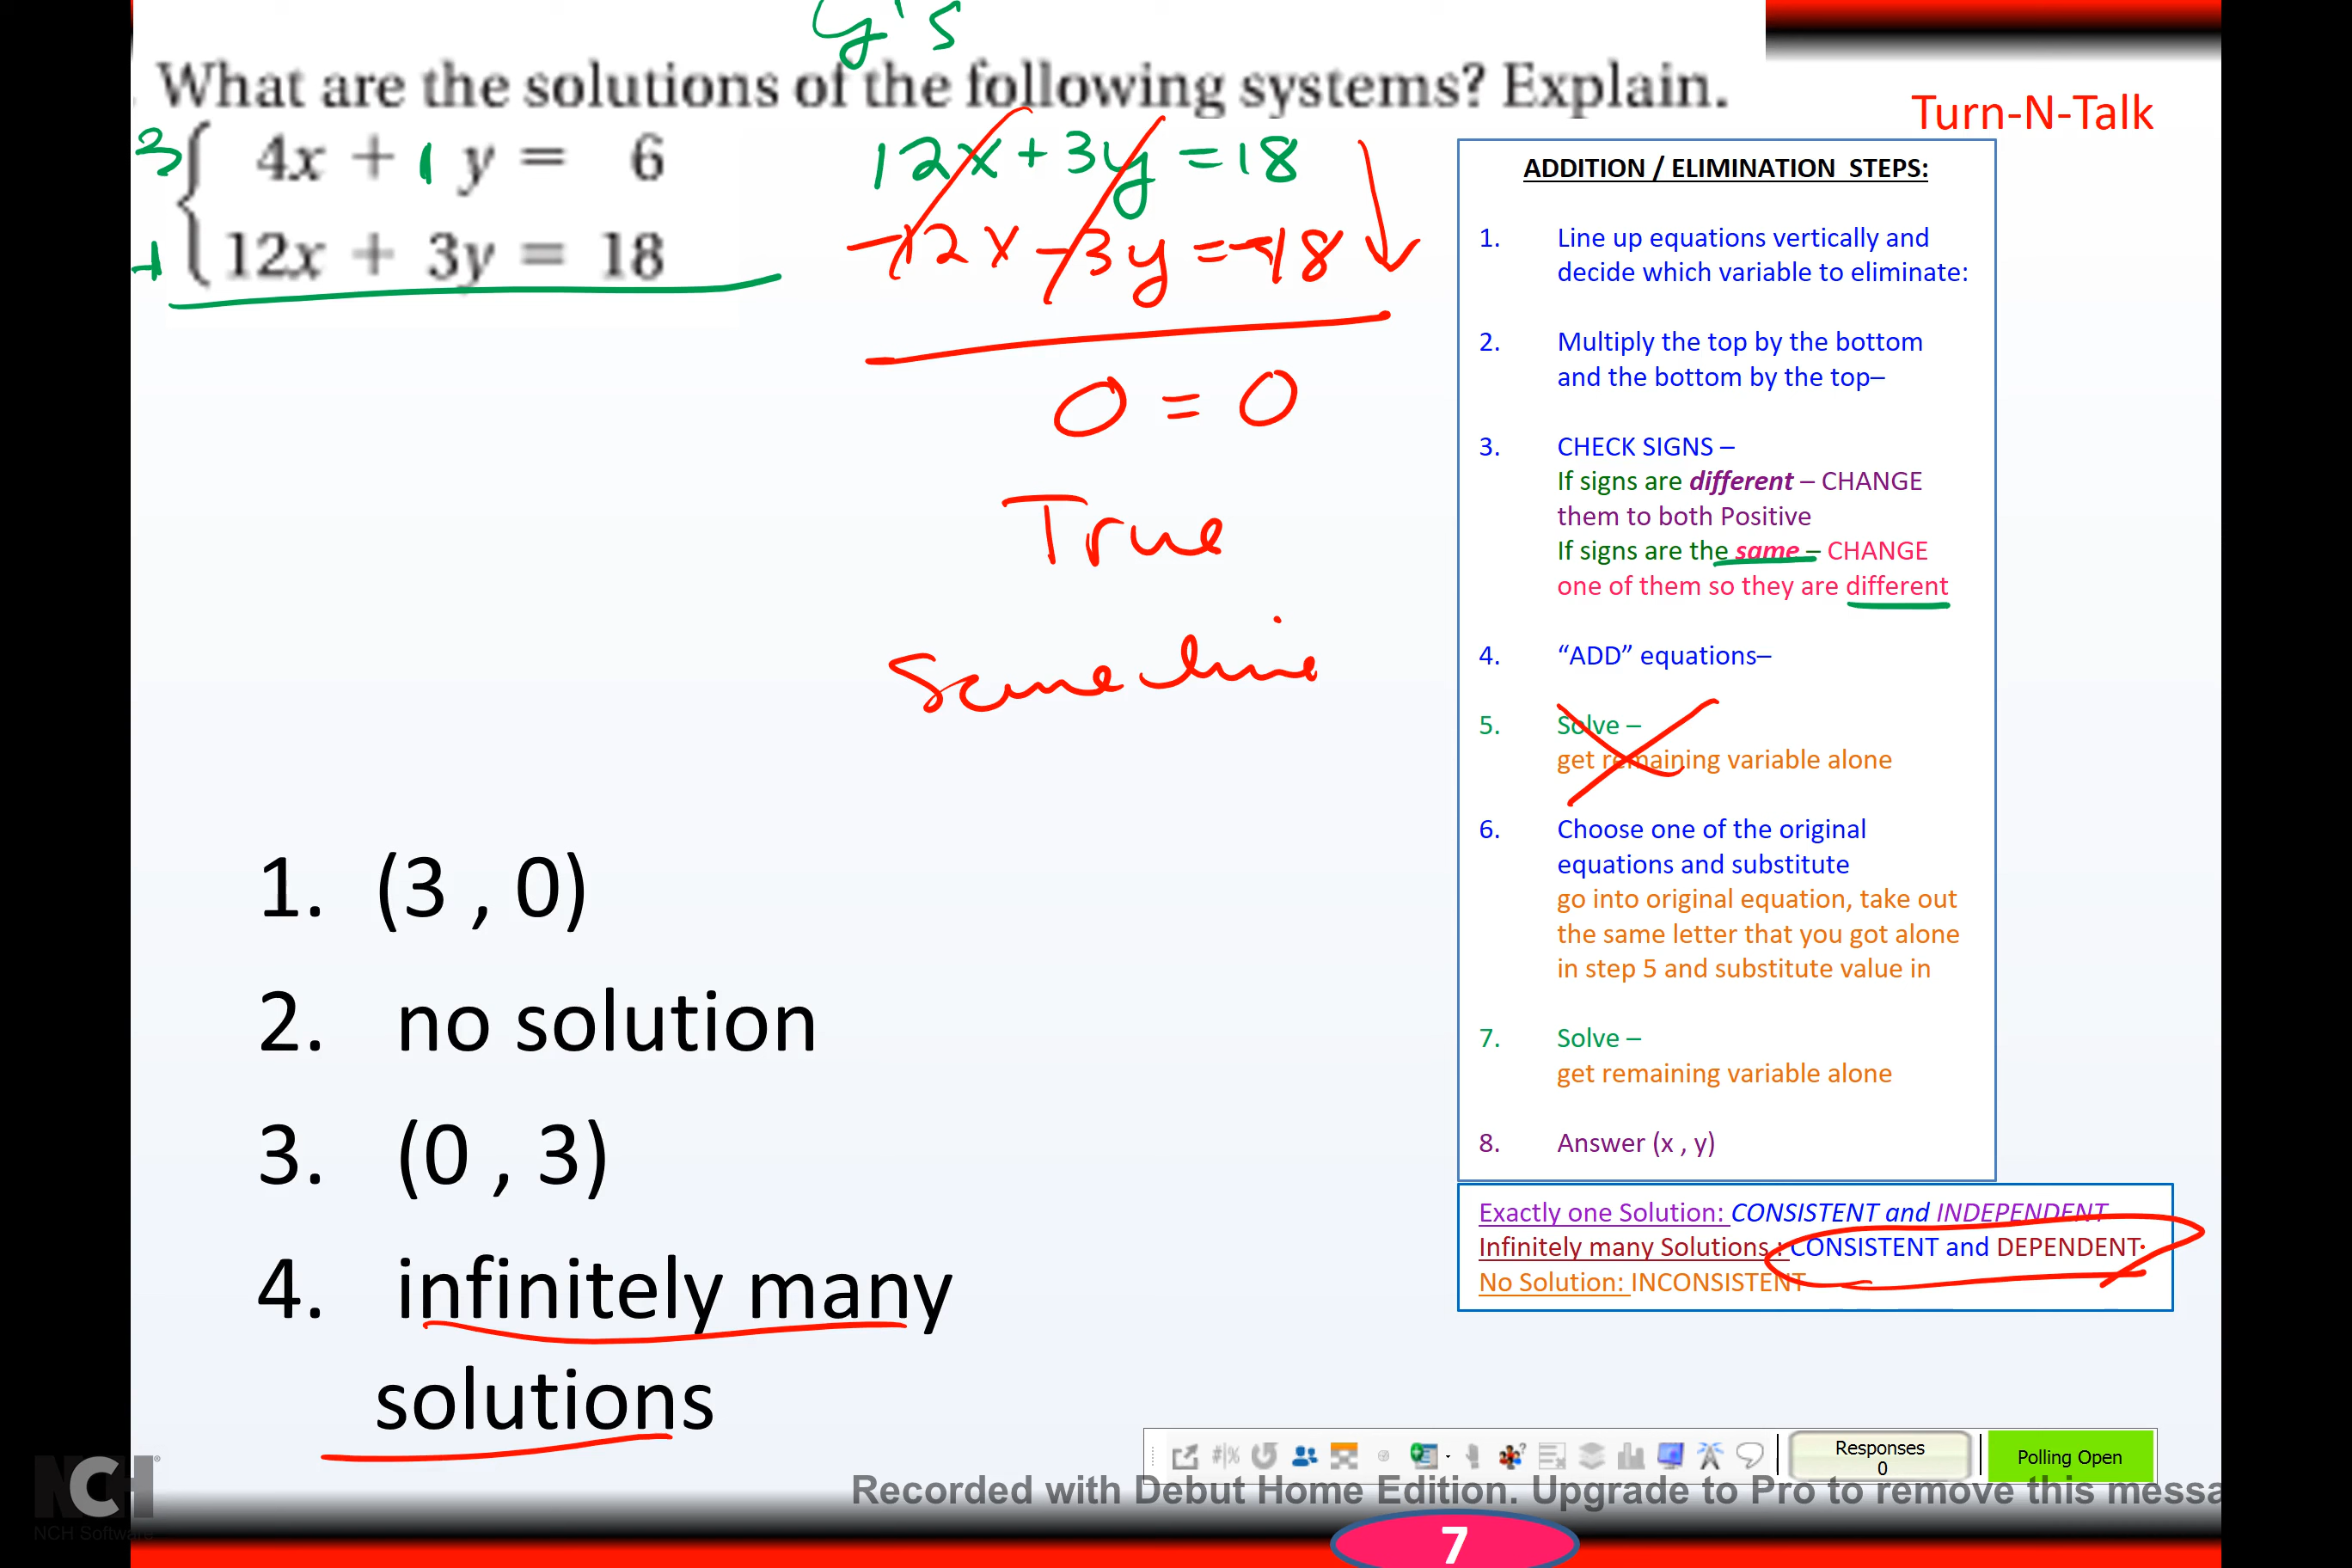 y's
What are the solutions of the following systems? Explain.
Turn-N-Talk
3 4x + 1 y = 6
-1 12x + 3y = 18
12x + 3y = 18
-12x - 3y = -18
0 = 0
True
Same line
1. (3 , 0)
2. no solution
3. (0 , 3)
4. infinitely many
solutions
ADDITION / ELIMINATION STEPS:
1. Line up equations vertically and
decide which variable to eliminate:
2. Multiply the top by the bottom
and the bottom by the top–
3. CHECK SIGNS –
If signs are different – CHANGE
them to both Positive
If signs are the same – CHANGE
one of them so they are different
4. “ADD” equations–
5. Solve –
get remaining variable alone
6. Choose one of the original
equations and substitute
go into original equation, take out
the same letter that you got alone
in step 5 and substitute value in
7. Solve –
get remaining variable alone
8. Answer (x , y)
Exactly one Solution: CONSISTENT and INDEPENDENT
Infinitely many Solutions : CONSISTENT and DEPENDENT
No Solution: INCONSISTENT
#|%
Responses
0
Polling Open
Recorded with Debut Home Edition. Upgrade to Pro to remove this messa
NCH
NCH Software
7